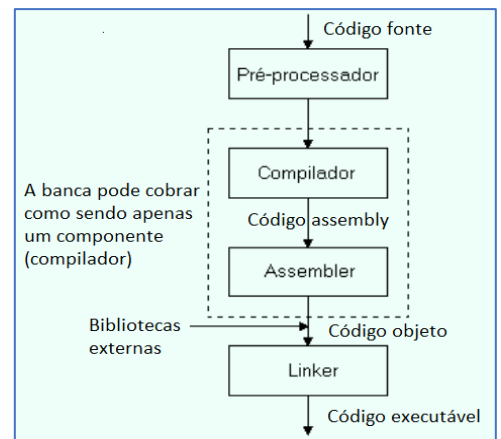 Código fonte
Pré-processador
Compilador
A banca pode cobrar
como sendo apenas
um componente
(compilador)
Código assembly
Assembler
Bibliotecas
externas
Código objeto
Linker
Código executável